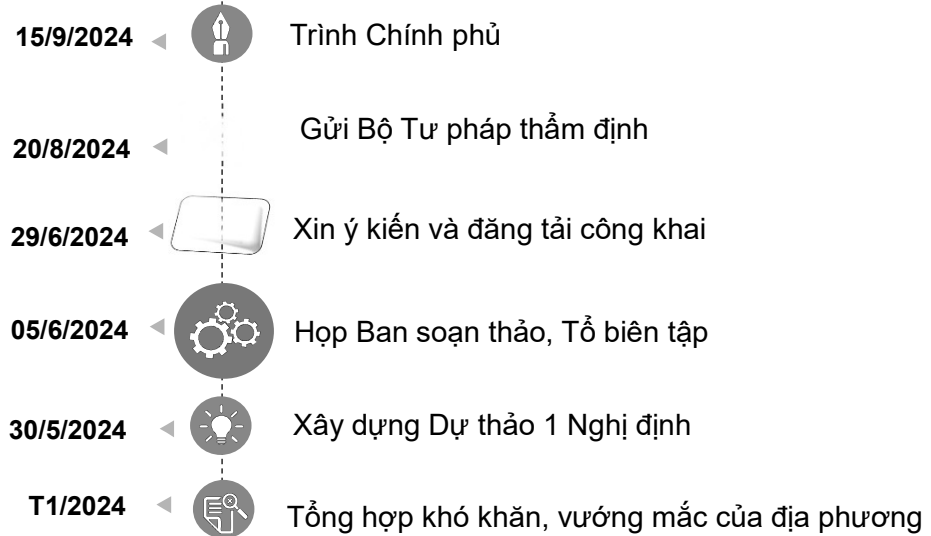 15/9/2024 Trình Chính phủ
20/8/2024 Gửi Bộ Tư pháp thẩm định
29/6/2024 Xin ý kiến và đăng tải công khai
05/6/2024 Họp Ban soạn thảo, Tổ biên tập
30/5/2024 Xây dựng Dự thảo 1 Nghị định
T1/2024 Tổng hợp khó khăn, vướng mắc của địa phương